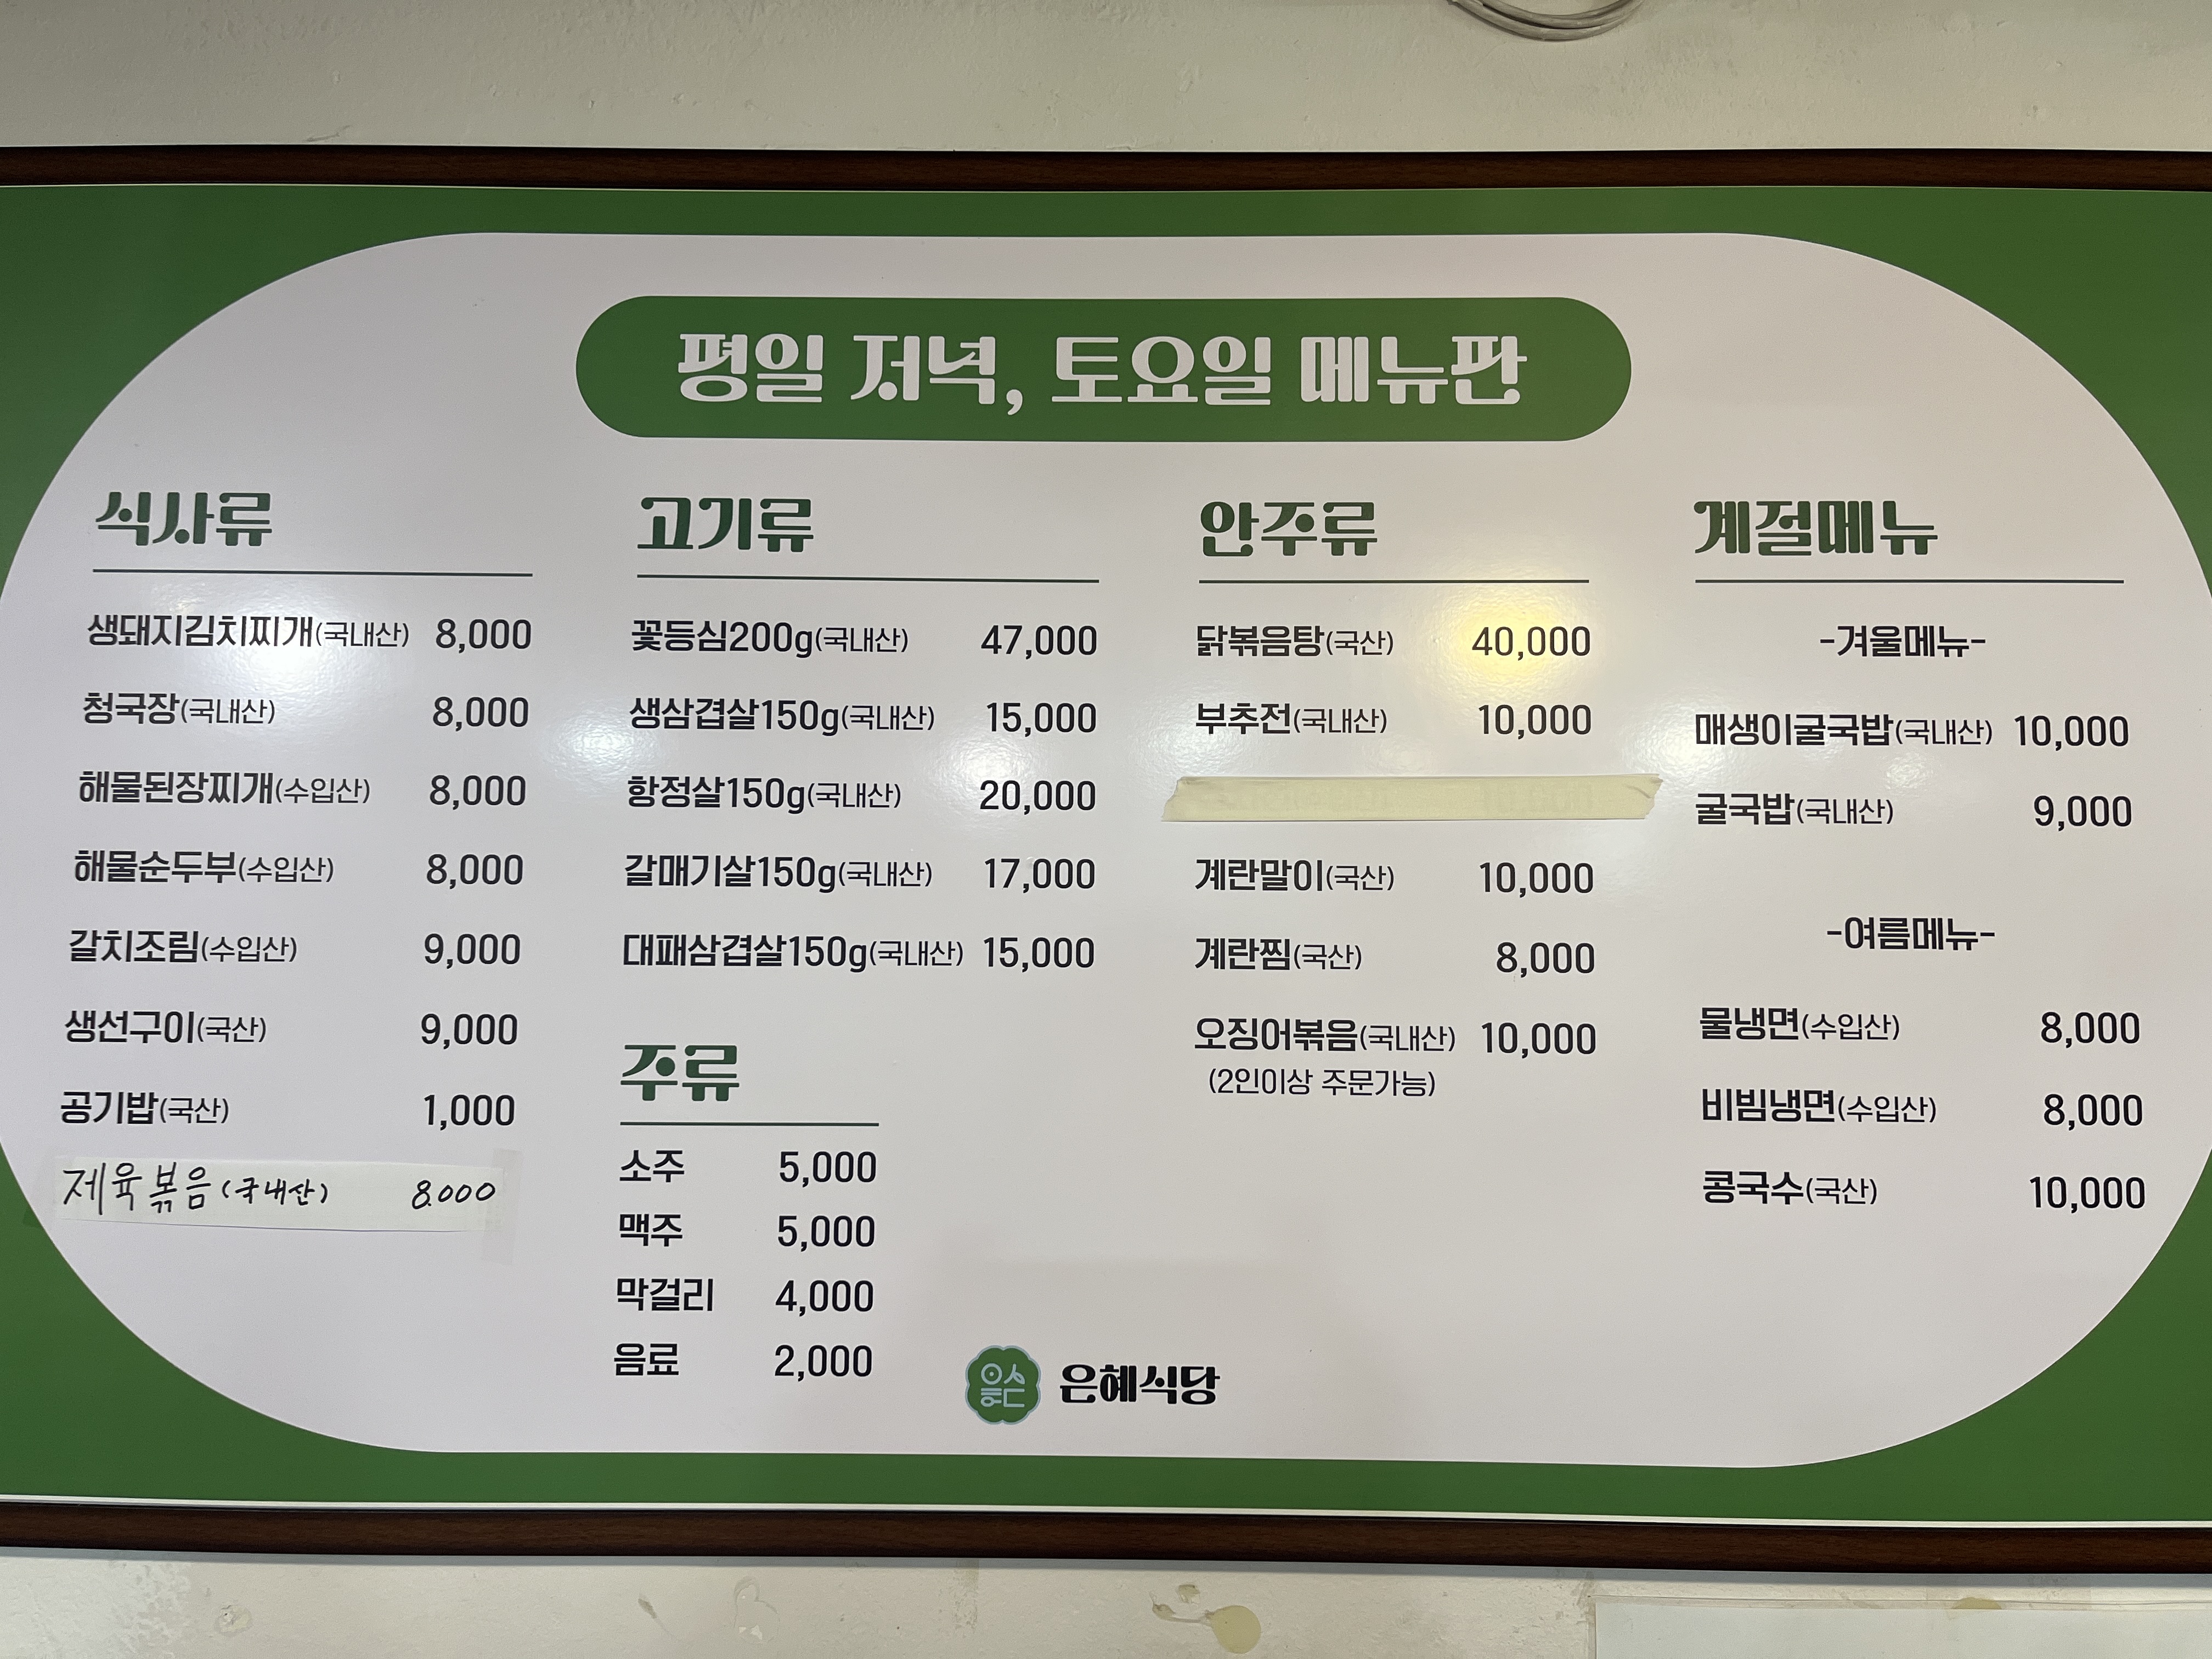 평일 저녁, 토요일 메뉴판
식사류
생돼지김치찌개(국내산) 8,000
청국장(국내산) 8,000
해물된장찌개(수입산) 8,000
해물순두부(수입산) 8,000
갈치조림(수입산) 9,000
생선구이(국산) 9,000
공기밥(국산) 1,000
제육볶음(국내산) 8.000
고기류
꽃등심200g(국내산) 47,000
생삼겹살150g(국내산) 15,000
항정살150g(국내산) 20,000
갈매기살150g(국내산) 17,000
대패삼겹살150g(국내산) 15,000
주류
소주 5,000
맥주 5,000
막걸리 4,000
음료 2,000
안주류
닭볶음탕(국산) 40,000
부추전(국내산) 10,000
계란말이(국산) 10,000
계란찜(국산) 8,000
오징어볶음(국내산) 10,000
(2인이상 주문가능)
계절메뉴
-겨울메뉴-
매생이굴국밥(국내산) 10,000
굴국밥(국내산) 9,000
-여름메뉴-
물냉면(수입산) 8,000
비빔냉면(수입산) 8,000
콩국수(국산) 10,000
은혜식당